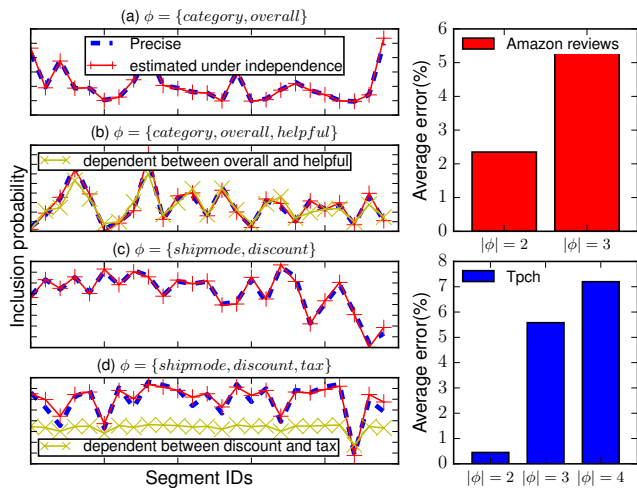 (a) ϕ = {category, overall}
Precise
estimated under independence
(b) ϕ = {category, overall, helpful}
dependent between overall and helpful
(c) ϕ = {shipmode, discount}
(d) ϕ = {shipmode, discount, tax}
dependent between discount and tax
Inclusion probability
Segment IDs
Amazon reviews
Average error(%)
6
5
4
3
2
1
0
|ϕ| = 2
|ϕ| = 3
Tpch
Average error(%)
8
7
6
5
4
3
2
1
0
|ϕ| = 2
|ϕ| = 3
|ϕ| = 4